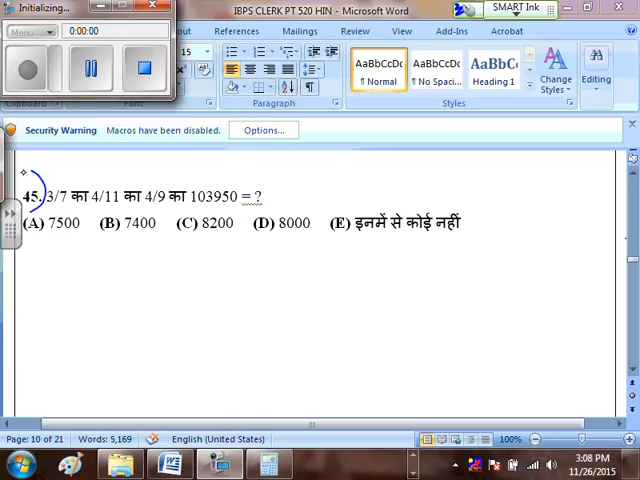 Initializing...
IBPS CLERK PT 520 HIN - Microsoft Word
SMART Ink
Menu
0:00:00
out References Mailings Review View Add-Ins Acrobat
15
AaBbCcDc AaBbCcDc AaBbC
¶ Normal ¶ No Spaci... Heading 1
Change Styles
Editing
Paragraph Styles
Security Warning Macros have been disabled. Options...
45. 3/7 का 4/11 का 4/9 का 103950 = ?
(A) 7500 (B) 7400 (C) 8200 (D) 8000 (E) इनमें से कोई नहीं
Page: 10 of 21 Words: 5,169 English (United States) 100%
3:08 PM
11/26/2015